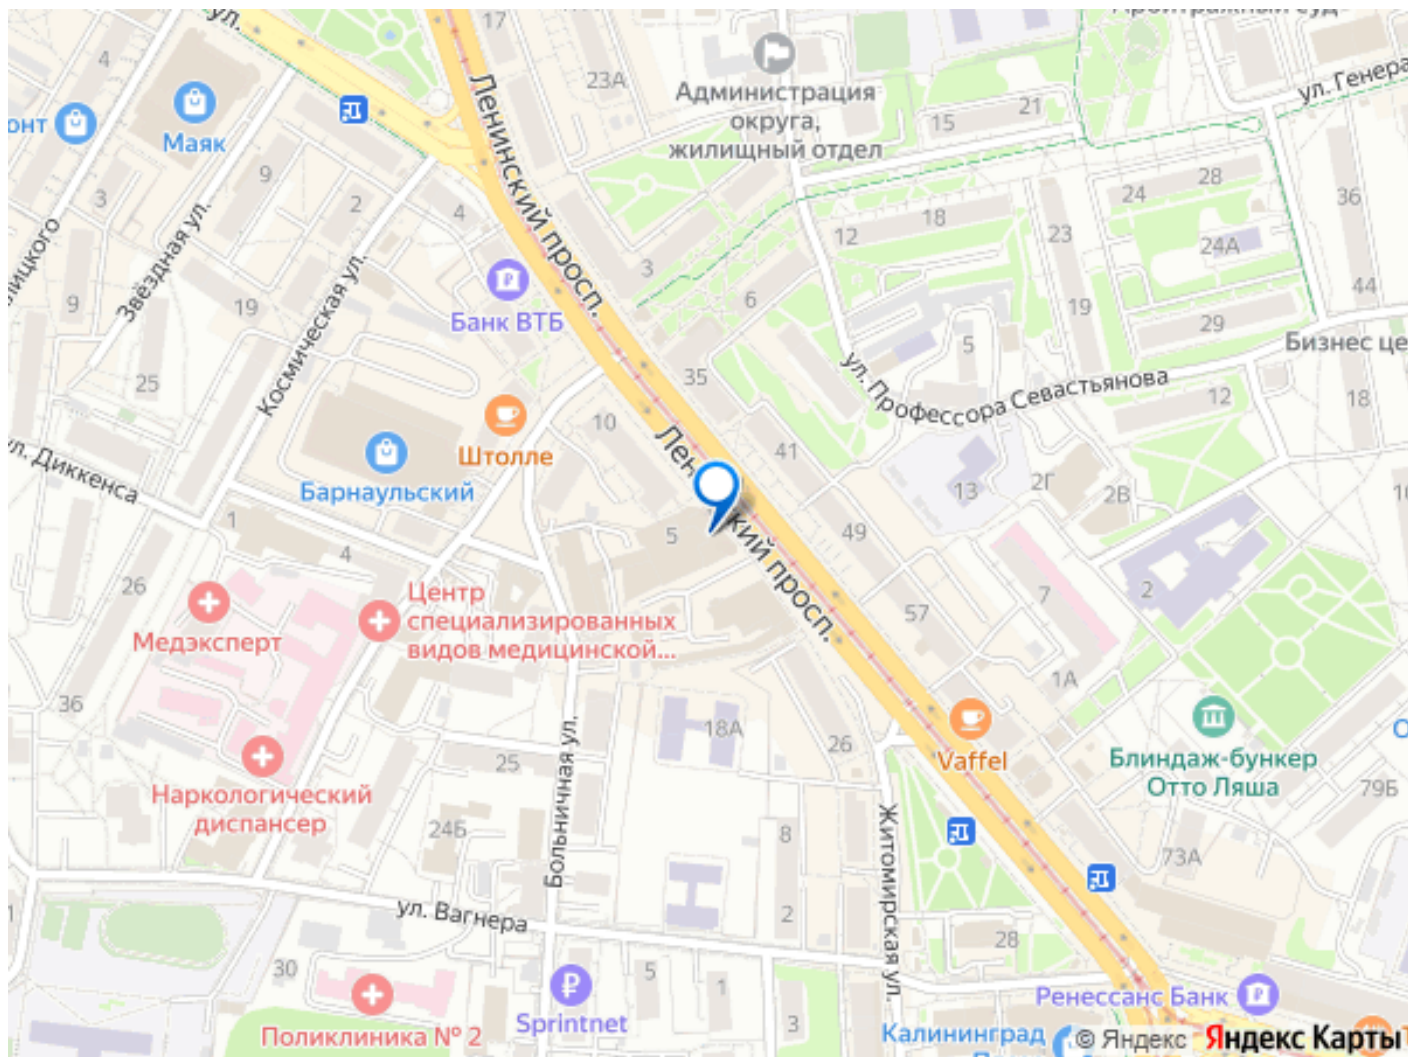 ул.
17
Арбитражный суд
4
23А
Администрация
округа,
жилищный отдел
21
15
ул. Генера
онт
Маяк
Ленинский просп.
9
3
2
4
28
24
36
18
12
23
24А
Звёздная ул.
Космическая ул.
3
6
9
19
19
44
29
Банк ВТБ
5
Бизнес це
25
35
ул. Профессора Севастьянова
12
18
Штолле
10
Ленинский просп.
41
ул. Диккенса
Барнаульский
13
2Г
2В
1
4
5
49
26
2
7
57
Медэксперт
Центр
специализированных
видов медицинской...
1А
36
18А
26
Vaffel
Блиндаж-бункер
Отто Ляша
79Б
25
Больничная ул.
Наркологический
диспансер
24Б
8
Житомирская ул.
73А
ул. Вагнера
2
28
30
5
1
Sprintnet
Поликлиника № 2
3
Ренессанс Банк
Калининград
© Яндекс
Яндекс Карты